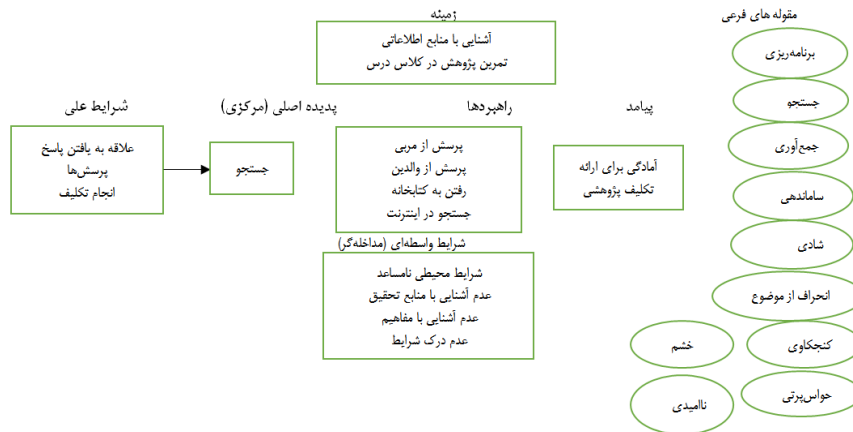 زمینه
مقوله های فرعی
آشنایی با منابع اطلاعاتی
تمرین پژوهش در کلاس درس
برنامه‌ریزی
جستجو
جمع‌آوری
ساماندهی
شادی
انحراف از موضوع
کنجکاوی
خشم
حواس‌پرتی
ناامیدی
شرایط علی
پدیده اصلی (مرکزی)
راهبردها
پیامد
علاقه به یافتن پاسخ
پرسش‌ها
انجام تکلیف
جستجو
پرسش از مربی
پرسش از والدین
رفتن به کتابخانه
جستجو در اینترنت
آمادگی برای ارائه
تکلیف پژوهشی
شرایط واسطه‌ای (مداخله‌گر)
شرایط محیطی نامساعد
عدم آشنایی با منابع تحقیق
عدم آشنایی با مفاهیم
عدم درک شرایط